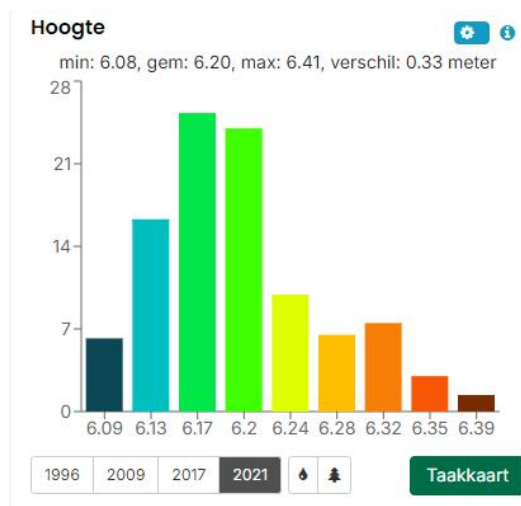 Hoogte
min: 6.08, gem: 6.20, max: 6.41, verschil: 0.33 meter
28
21
14
7
0
6.09 6.13 6.17 6.2 6.24 6.28 6.32 6.35 6.39
1996 2009 2017 2021 Taakkaart